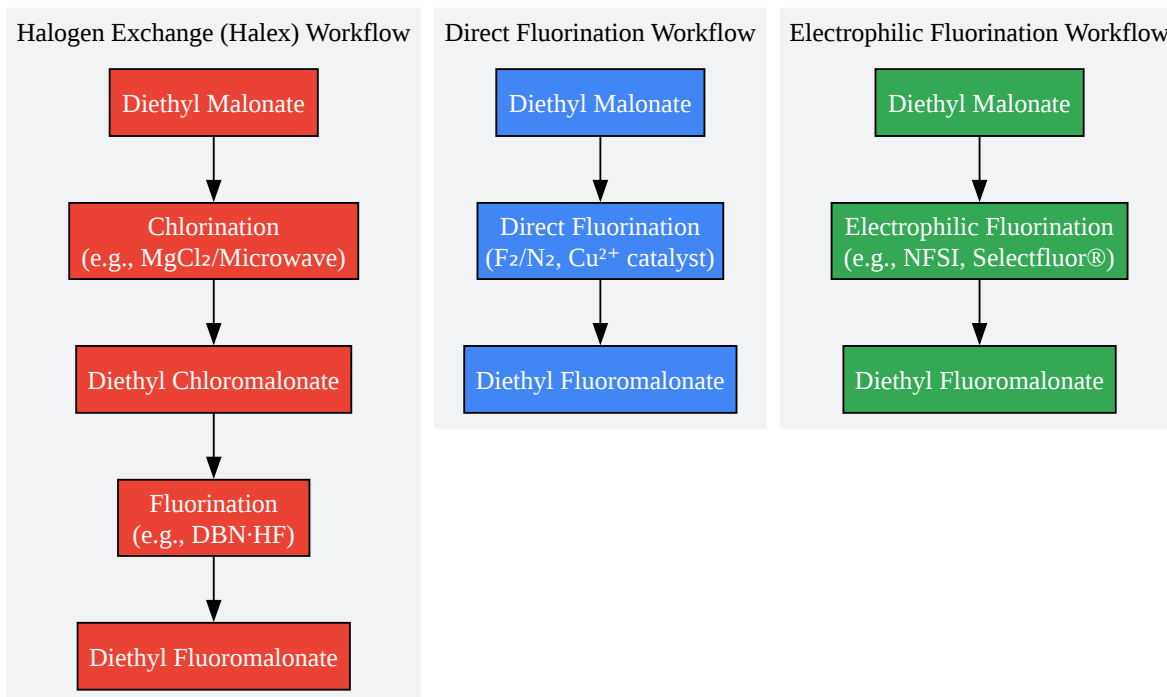 Halogen Exchange (Halex) Workflow
Diethyl Malonate
Chlorination
(e.g., MgCl₂/Microwave)
Diethyl Chloromalonate
Fluorination
(e.g., DBN·HF)
Diethyl Fluoromalonate
Direct Fluorination Workflow
Diethyl Malonate
Direct Fluorination
(F₂/N₂, Cu²⁺ catalyst)
Diethyl Fluoromalonate
Electrophilic Fluorination Workflow
Diethyl Malonate
Electrophilic Fluorination
(e.g., NFSI, Selectfluor®)
Diethyl Fluoromalonate